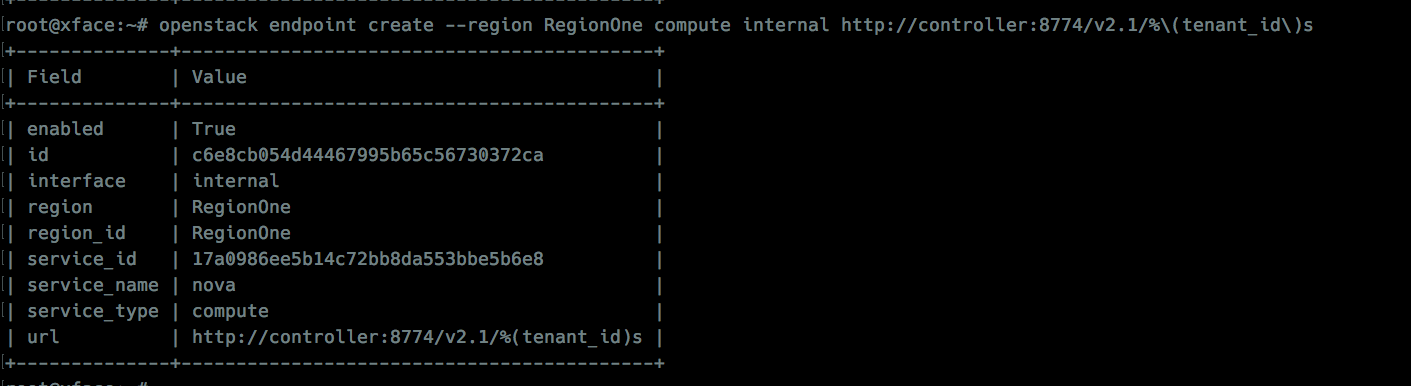 root@xface:~# openstack endpoint create --region RegionOne compute internal http://controller:8774/v2.1/%\(tenant_id\)s
+--------------+-------------------------------------------+
| Field        | Value                                     |
+--------------+-------------------------------------------+
| enabled      | True                                      |
| id           | c6e8cb054d44467995b65c56730372ca          |
| interface    | internal                                  |
| region       | RegionOne                                 |
| region_id    | RegionOne                                 |
| service_id   | 17a0986ee5b14c72bb8da553bbe5b6e8          |
| service_name | nova                                      |
| service_type | compute                                   |
| url          | http://controller:8774/v2.1/%(tenant_id)s |
+--------------+-------------------------------------------+